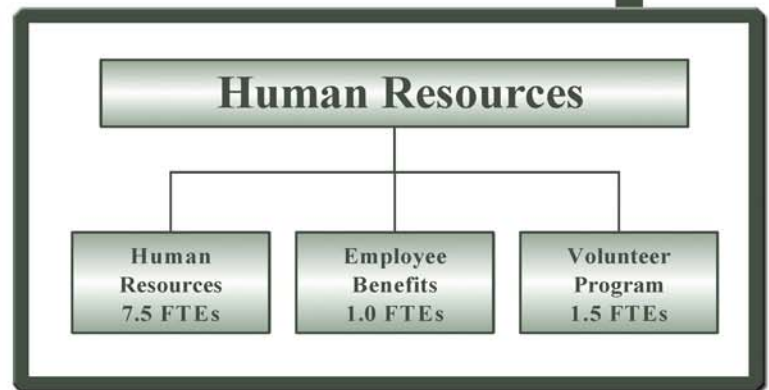 Human Resources
Human
Resources
7.5 FTEs
Employee
Benefits
1.0 FTEs
Volunteer
Program
1.5 FTEs